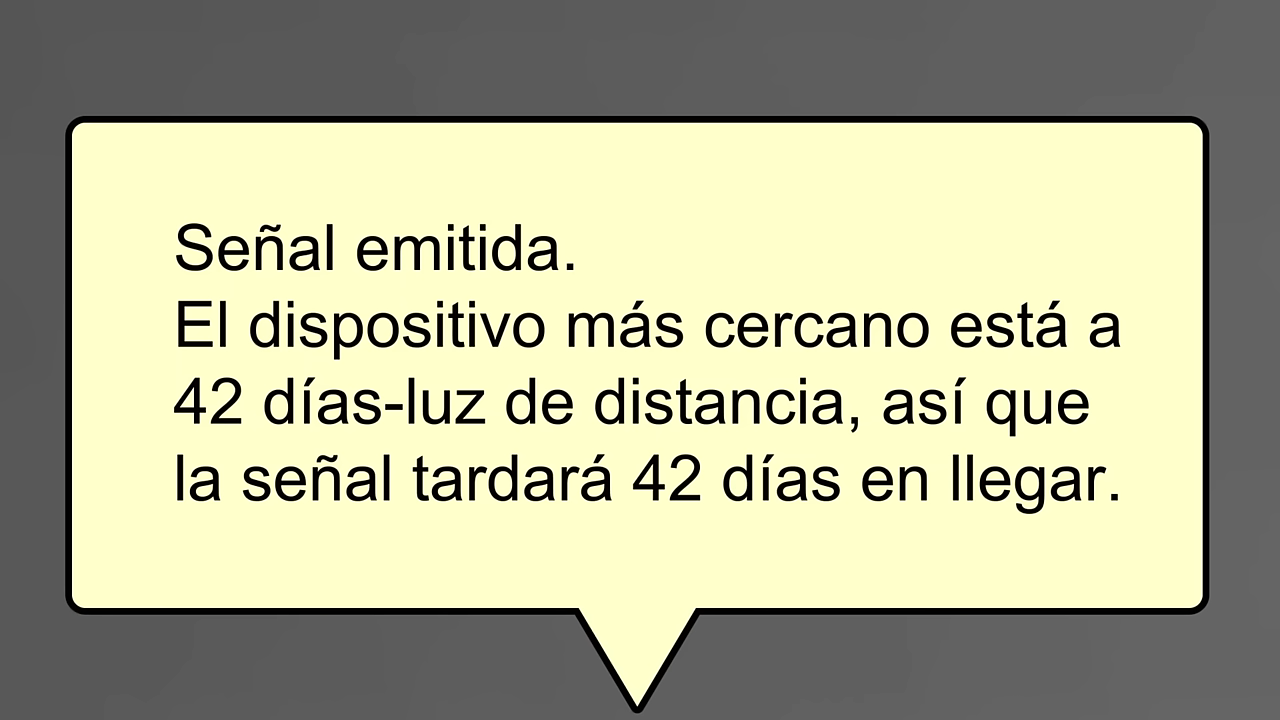 Señal emitida.
El dispositivo más cercano está a
42 días-luz de distancia, así que
la señal tardará 42 días en llegar.